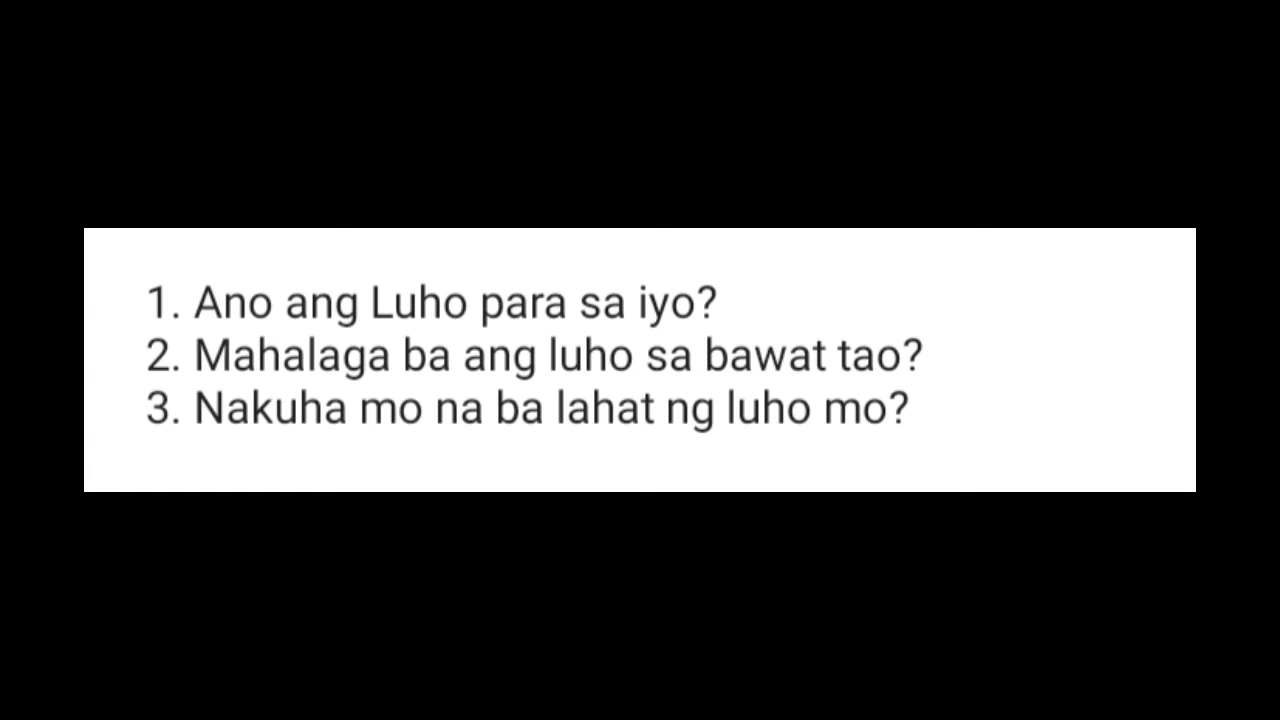 1. Ano ang Luho para sa iyo?
2. Mahalaga ba ang luho sa bawat tao?
3. Nakuha mo na ba lahat ng luho mo?